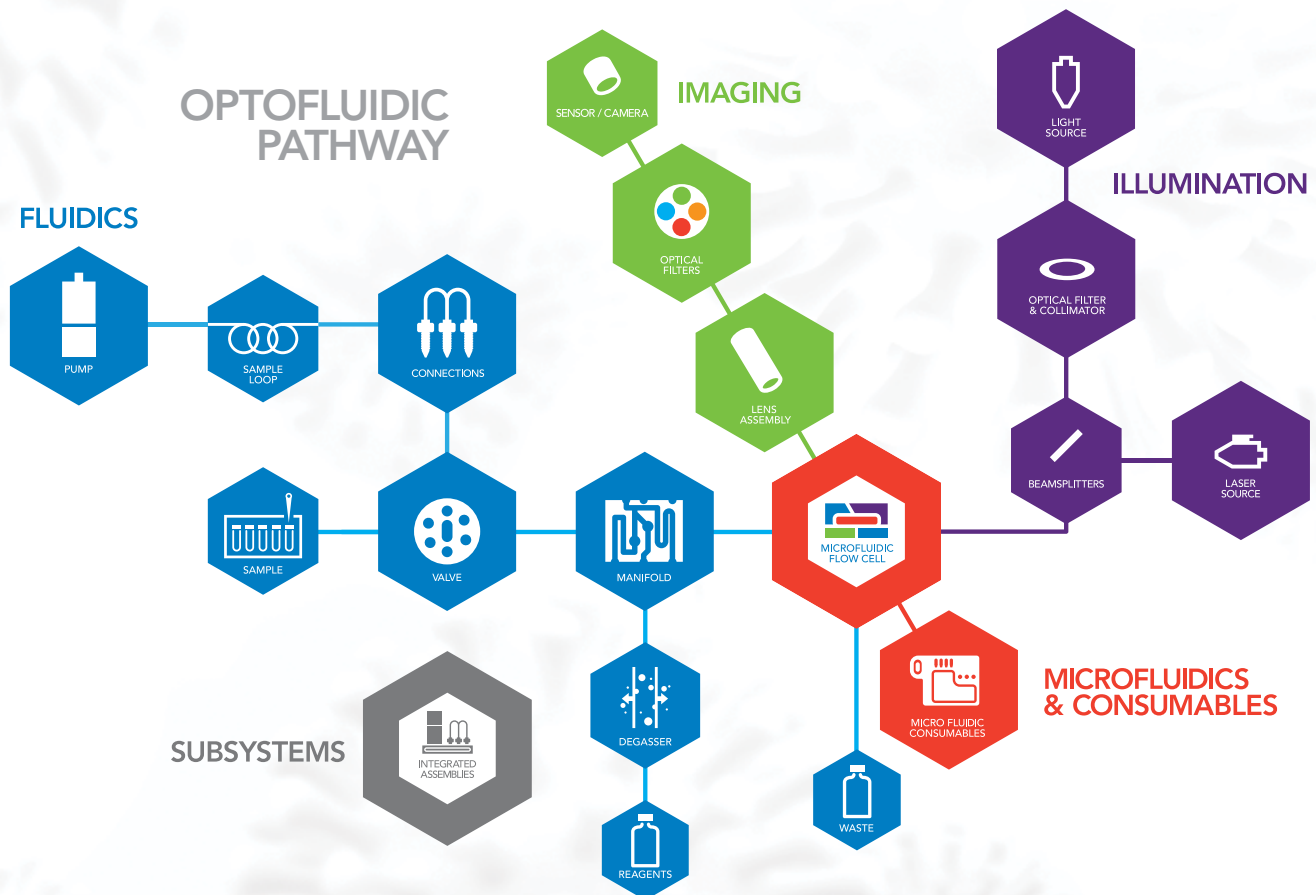 OPTOFLUIDIC
PATHWAY
FLUIDICS
PUMP
SAMPLE
LOOP
CONNECTIONS
SAMPLE
VALVE
MANIFOLD
DEGASSER
REAGENTS
WASTE
SUBSYSTEMS
INTEGRATED
ASSEMBLIES
IMAGING
SENSOR / CAMERA
OPTICAL
FILTERS
LENS
ASSEMBLY
MICROFLUIDIC
FLOW CELL
ILLUMINATION
LIGHT
SOURCE
OPTICAL FILTER
& COLLIMATOR
BEAMSPLITTERS
LASER
SOURCE
MICRO FLUIDIC
CONSUMABLES
MICROFLUIDICS
& CONSUMABLES